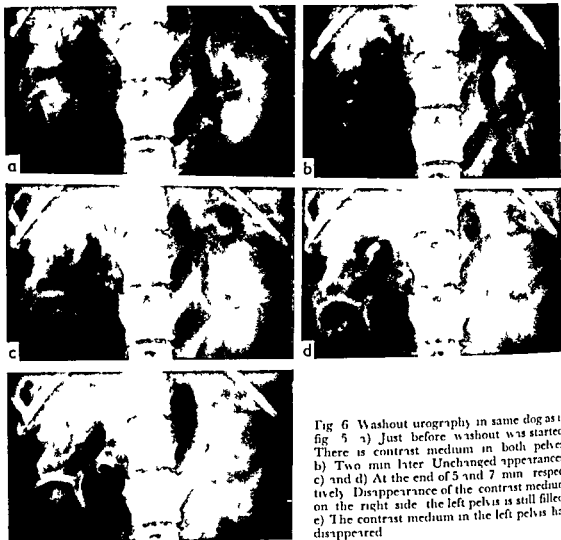 a
b
c
d
Fig 6 Washout urography in same dog as i
fig 5 a) Just before washout was started
There is contrast medium in both pelve
b) Two min later Unchanged appearance
c) and d) At the end of 5 and 7 min respec
tively Disappearance of the contrast medium
on the right side the left pelvis is still filled
e) The contrast medium in the left pelvis ha
disappeared